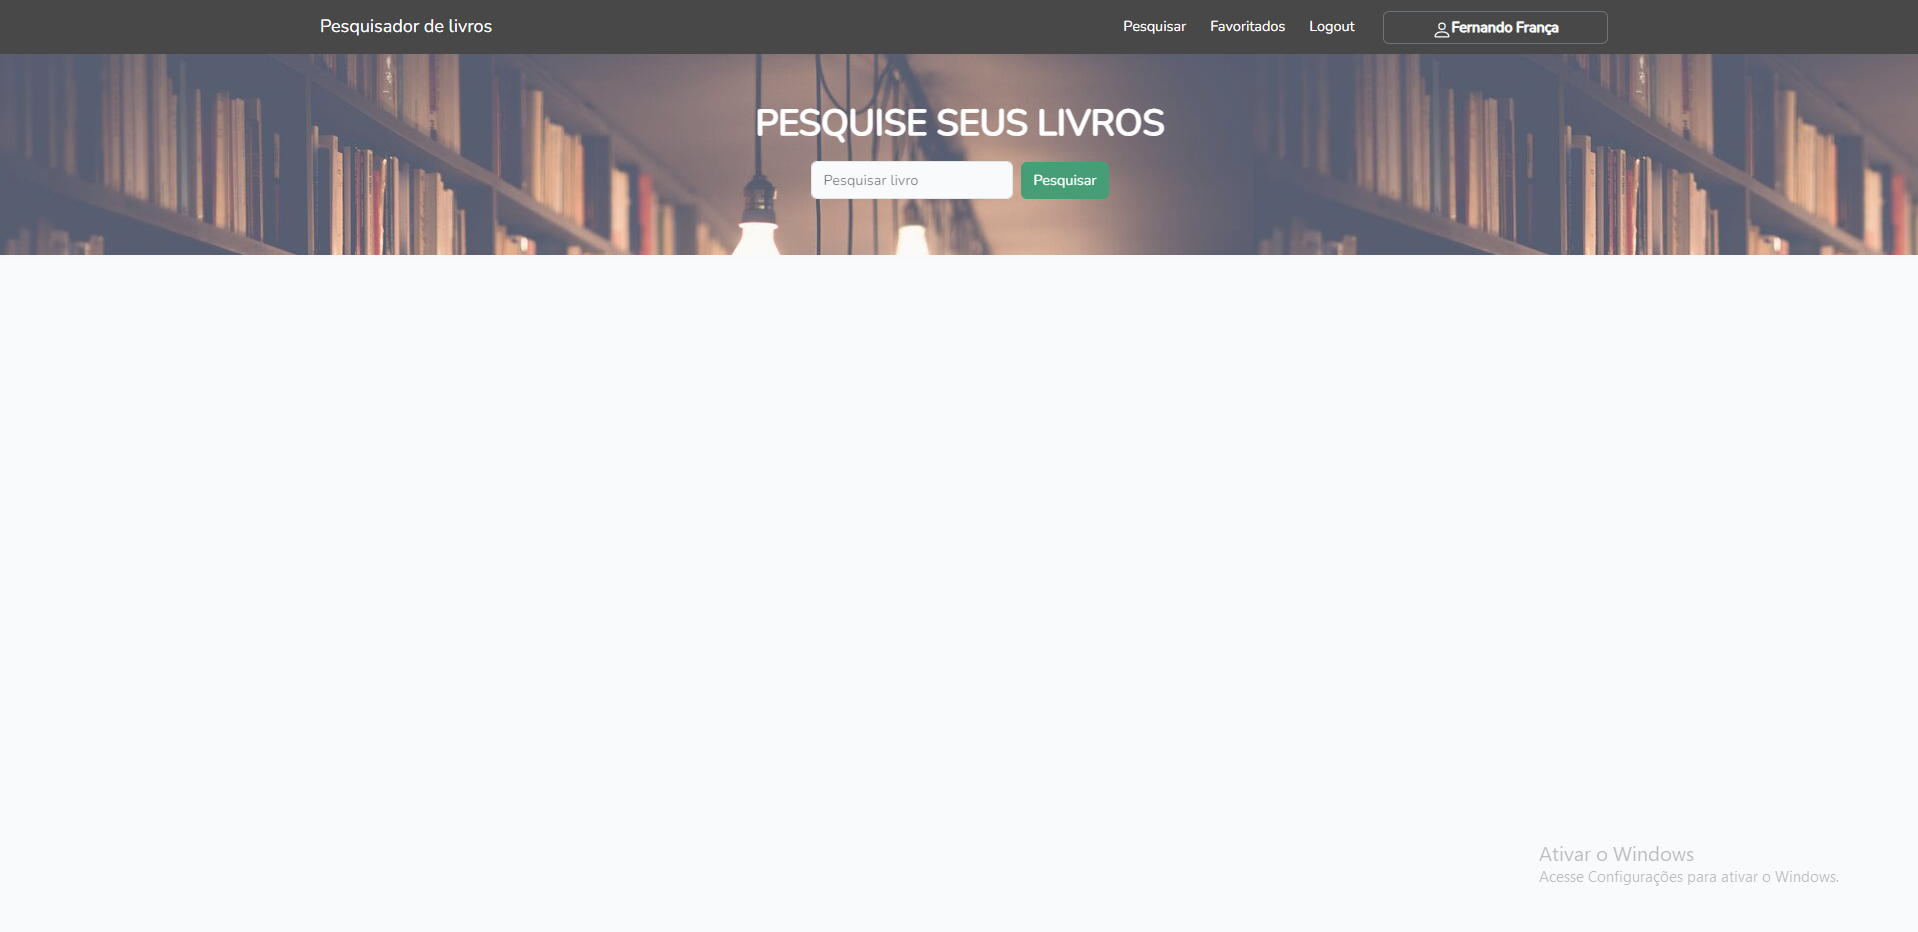 Pesquisador de livros
Pesquisar Favoritados Logout Fernando França
PESQUISE SEUS LIVROS
Pesquisar livro Pesquisar
Ativar o Windows
Acesse Configurações para ativar o Windows.